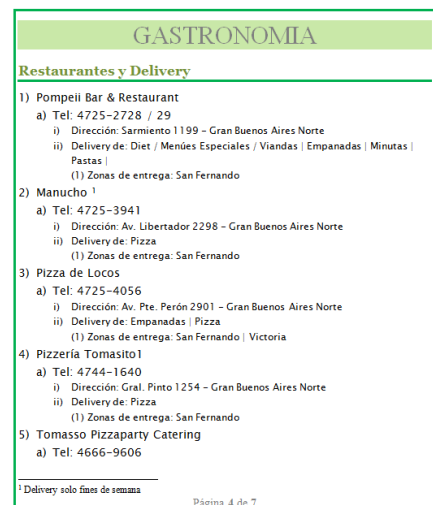 GASTRONOMIA
Restaurantes y Delivery
1) Pompeii Bar & Restaurant
a) Tel: 4725-2728 / 29
i) Dirección: Sarmiento 1199 – Gran Buenos Aires Norte
ii) Delivery de: Diet / Menúes Especiales / Viandas | Empanadas | Minutas |
Pastas |
(1) Zonas de entrega: San Fernando
2) Manucho ¹
a) Tel: 4725-3941
i) Dirección: Av. Libertador 2298 – Gran Buenos Aires Norte
ii) Delivery de: Pizza
(1) Zonas de entrega: San Fernando
3) Pizza de Locos
a) Tel: 4725-4056
i) Dirección: Av. Pte. Perón 2901 – Gran Buenos Aires Norte
ii) Delivery de: Empanadas | Pizza
(1) Zonas de entrega: San Fernando | Victoria
4) Pizzería Tomasito1
a) Tel: 4744-1640
i) Dirección: Gral. Pinto 1254 – Gran Buenos Aires Norte
ii) Delivery de: Pizza
(1) Zonas de entrega: San Fernando
5) Tomasso Pizzaparty Catering
a) Tel: 4666-9606
¹ Delivery solo fines de semana
Página 4 de 7